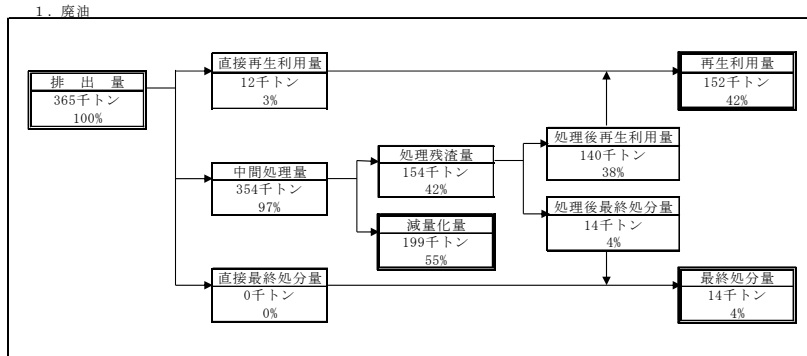 1. 廃油
排 出 量
365千トン
100%
直接再生利用量
12千トン
3%
再生利用量
152千トン
42%
中間処理量
354千トン
97%
処理残渣量
154千トン
42%
処理後再生利用量
140千トン
38%
減量化量
199千トン
55%
処理後最終処分量
14千トン
4%
直接最終処分量
0千トン
0%
最終処分量
14千トン
4%